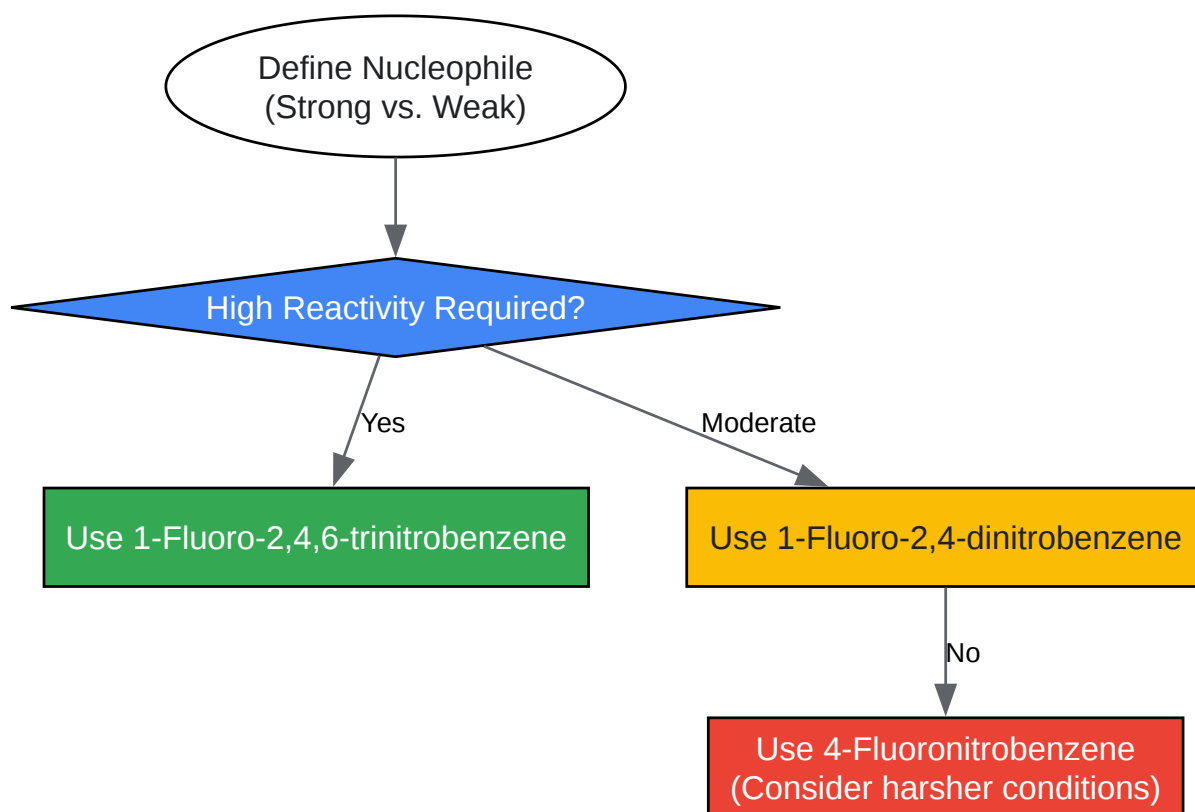 Define Nucleophile
(Strong vs. Weak)
High Reactivity Required?
Yes
Moderate
Use 1-Fluoro-2,4,6-trinitrobenzene
Use 1-Fluoro-2,4-dinitrobenzene
No
Use 4-Fluoronitrobenzene
(Consider harsher conditions)